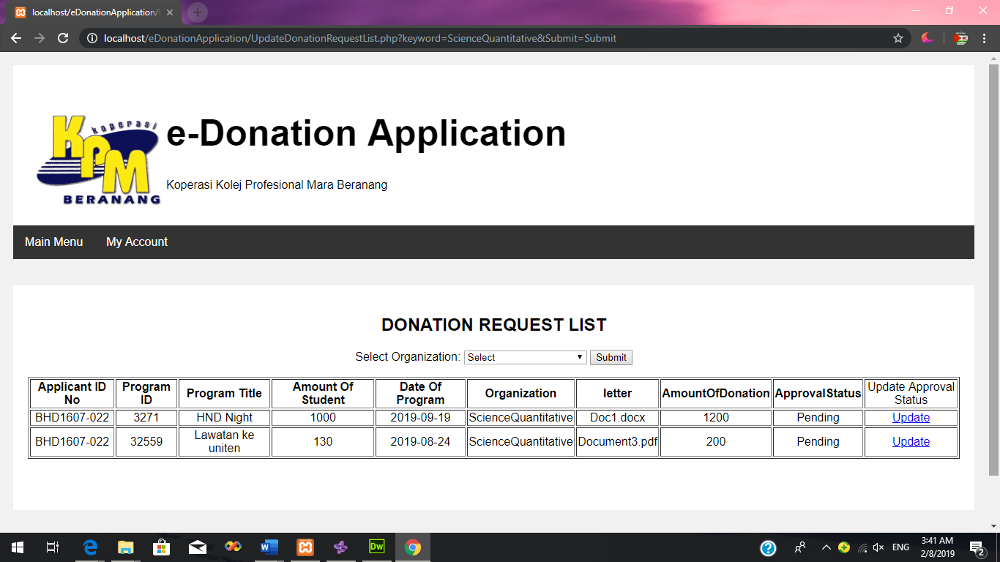 localhost/eDonationApplication/
localhost/eDonationApplication/UpdateDonationRequestList.php?keyword=ScienceQuantitative&Submit=Submit
koperasi
KPM
BERANANG
e-Donation Application
Koperasi Kolej Profesional Mara Beranang
Main Menu My Account
DONATION REQUEST LIST
Select Organization: Select Submit
Applicant ID No Program ID Program Title Amount Of Student Date Of Program Organization letter AmountOfDonation ApprovalStatus Update Approval Status
BHD1607-022 3271 HND Night 1000 2019-09-19 ScienceQuantitative Doc1.docx 1200 Pending Update
BHD1607-022 32559 Lawatan ke uniten 130 2019-08-24 ScienceQuantitative Document3.pdf 200 Pending Update
Dw
ENG
3:41 AM
2/8/2019
2